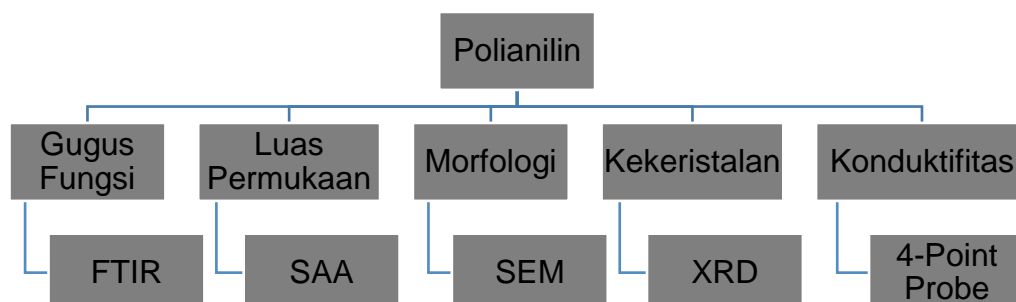 Polianilin
Gugus
Fungsi
Luas
Permukaan
Morfologi
Kekeristalan
Konduktifitas
FTIR
SAA
SEM
XRD
4-Point
Probe